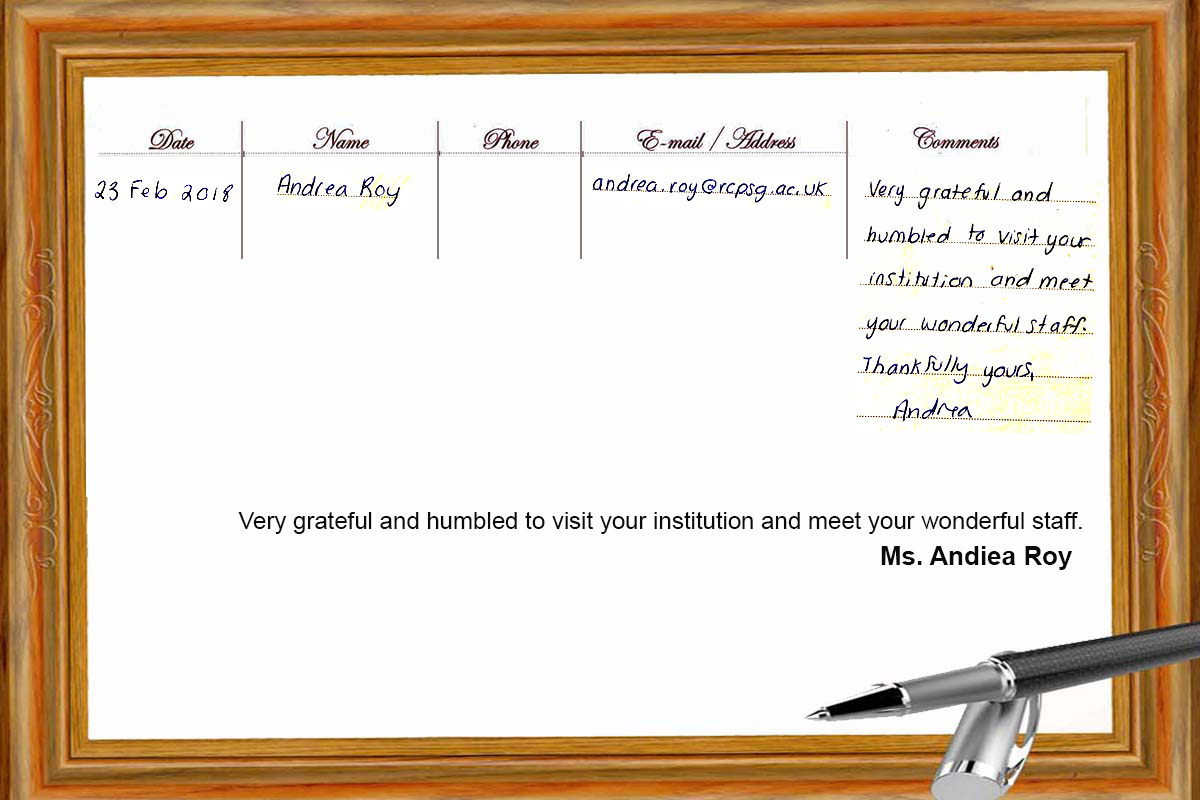 Date Name Phone E-mail / Address Comments
23 Feb 2018 Andrea Roy andrea.roy@rcpsg.ac.uk Very grateful and
humbled to visit your
institution and meet
your wonderful staff.
Thankfully yours,
Andrea
Very grateful and humbled to visit your institution and meet your wonderful staff.
Ms. Andiea Roy